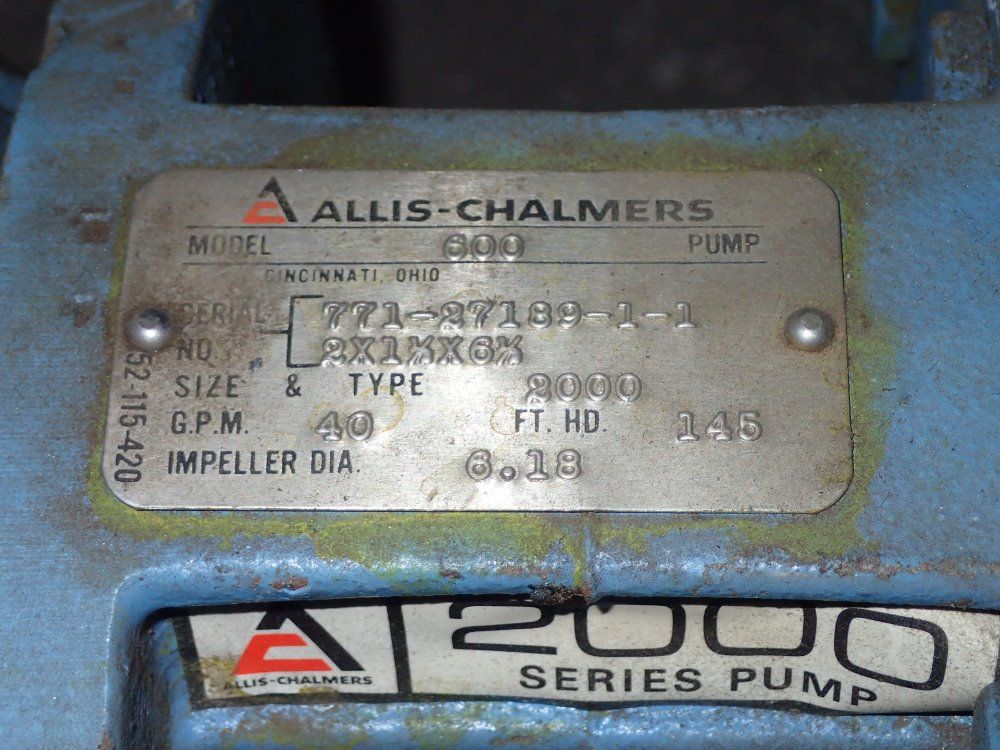 ALLIS-CHALMERS
MODEL 600 PUMP
CINCINNATI, OHIO
SERIAL 771-27189-1-1
NO 2X1½X6½
SIZE & TYPE 2000
G.P.M. 40 FT. HD. 145
IMPELLER DIA. 6.18
52-115-420
ALLIS-CHALMERS
2000
SERIES PUMP